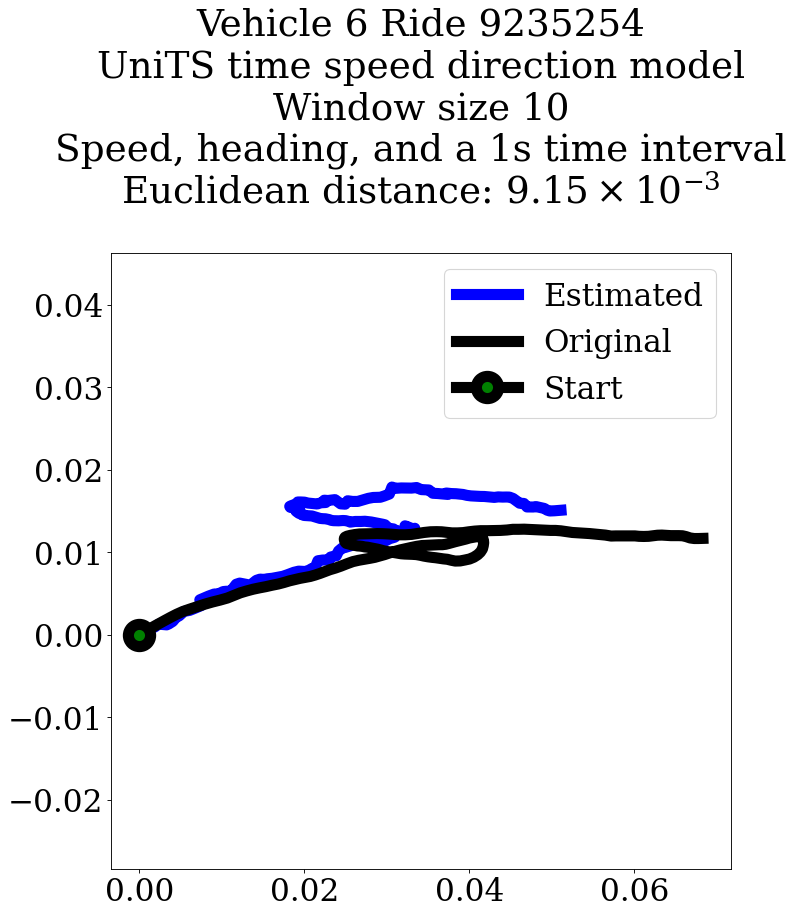 Vehicle 6 Ride 9235254
UniTS time speed direction model
Window size 10
Speed, heading, and a 1s time interval
Euclidean distance: 9.15 × 10⁻³
Estimated
Original
Start
0.04
0.03
0.02
0.01
0.00
−0.01
−0.02
0.00 0.02 0.04 0.06